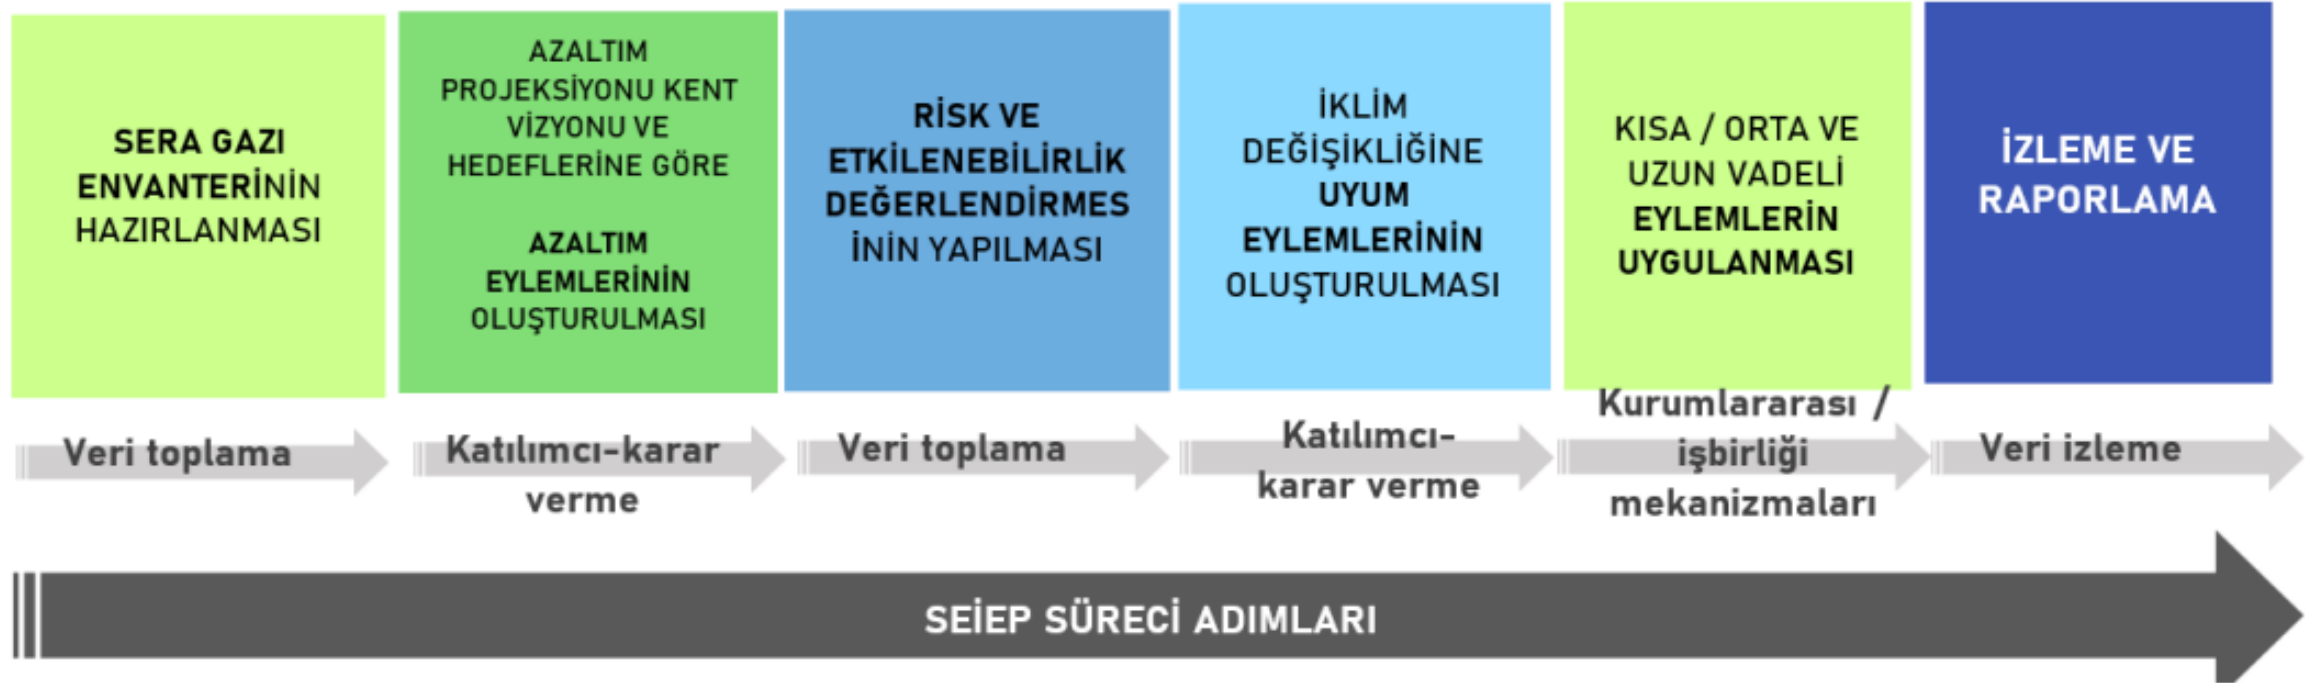 SERA GAZI
ENVANTERİNİN
HAZIRLANMASI
AZALTIM
PROJEKSİYONU KENT
VİZYONU VE
HEDEFLERİNE GÖRE
AZALTIM
EYLEMLERİNİN
OLUŞTURULMASI
RİSK VE
ETKİLENEBİLİRLİK
DEĞERLENDİRMES
İNİN YAPILMASI
İKLİM
DEĞİŞİKLİĞİNE
UYUM
EYLEMLERİNİN
OLUŞTURULMASI
KISA / ORTA VE
UZUN VADELİ
EYLEMLERİN
UYGULANMASI
İZLEME VE
RAPORLAMA
Veri toplama
Katılımcı-karar
verme
Veri toplama
Katılımcı-
karar verme
Kurumlararası /
işbirliği
mekanizmaları
Veri izleme
SEİEP SÜRECİ ADIMLARI